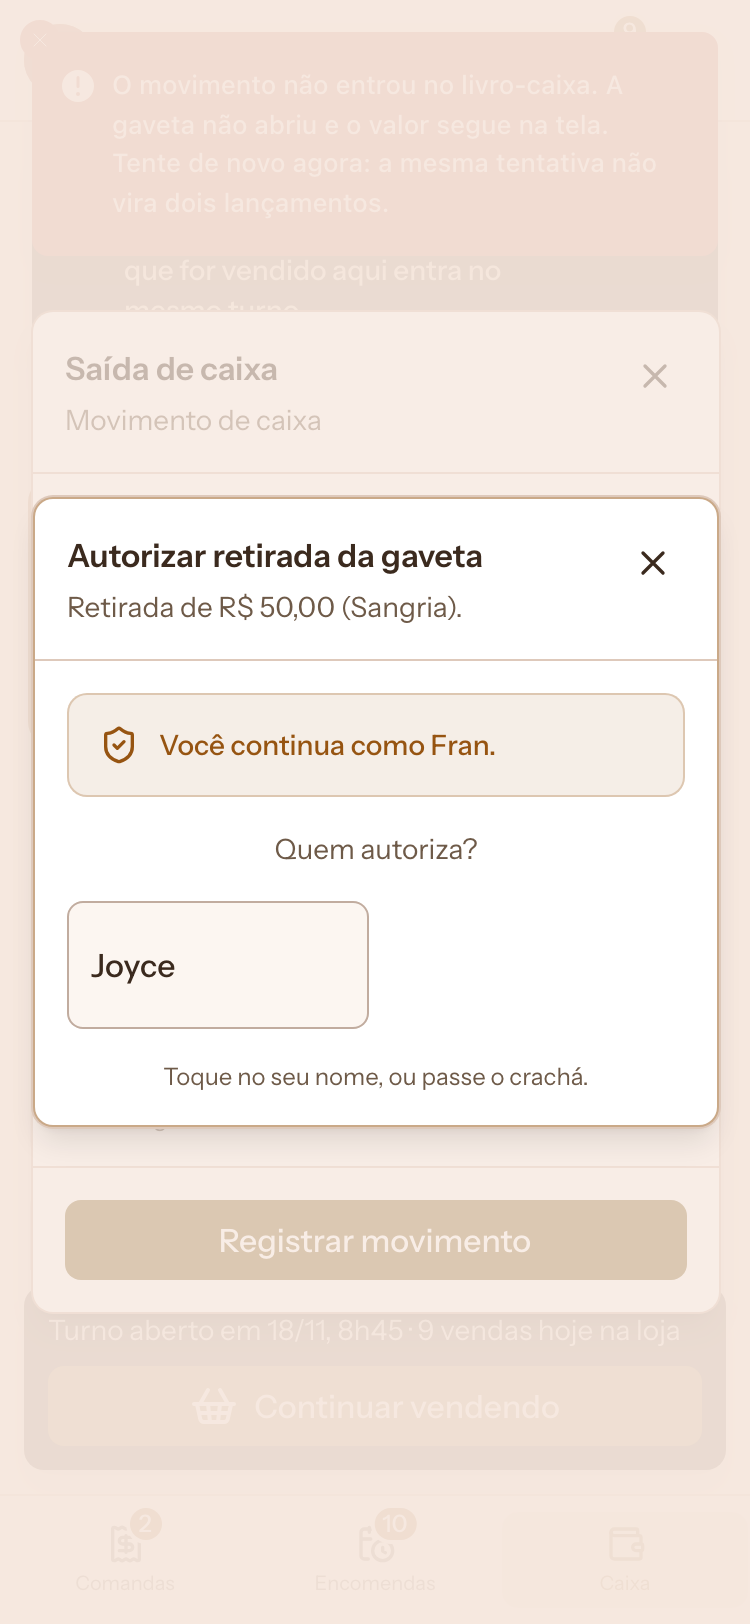 9
O movimento não entrou no livro-caixa. A
gaveta não abriu e o valor segue na tela.
Tente de novo agora: a mesma tentativa não
vira dois lançamentos.
que for vendido aqui entra no
mesmo turno
Saída de caixa
Movimento de caixa
Autorizar retirada da gaveta
Retirada de R$ 50,00 (Sangria).
Você continua como Fran.
Quem autoriza?
Joyce
Toque no seu nome, ou passe o crachá.
Registrar movimento
Turno aberto em 18/11, 8h45 · 9 vendas hoje na loja
Continuar vendendo
2
10
Comandas
Encomendas
Caixa